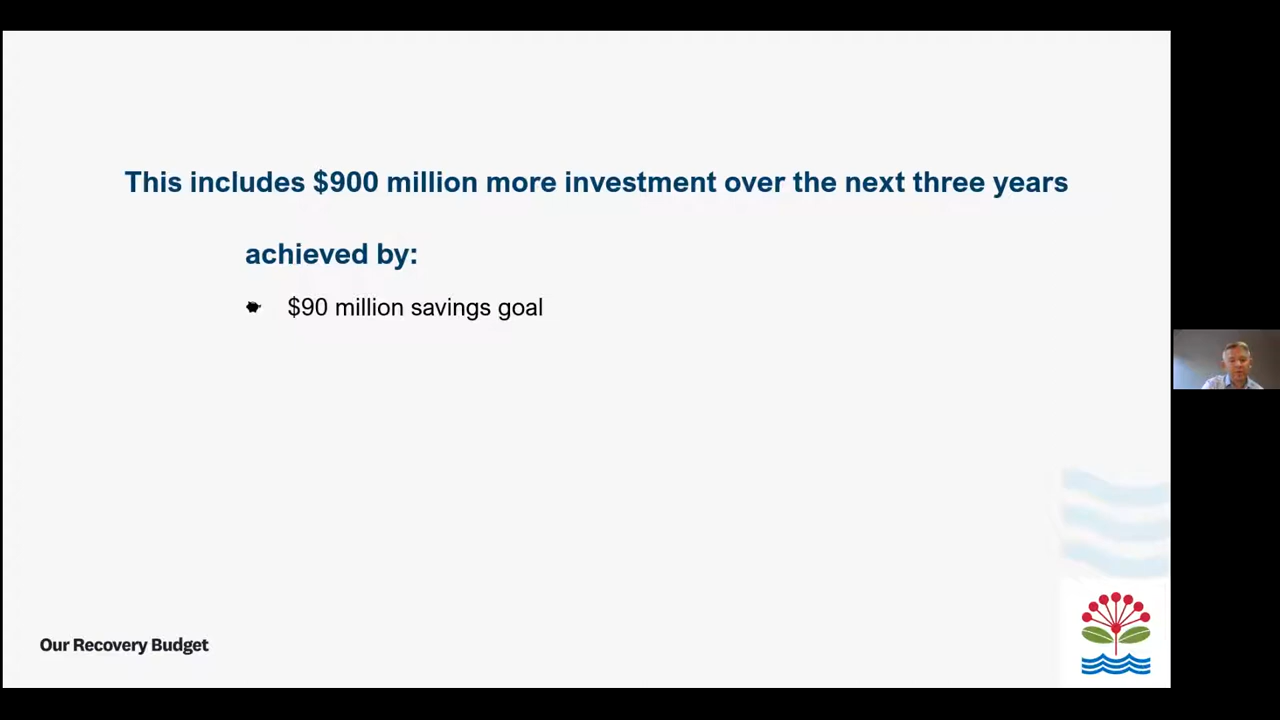 This includes $900 million more investment over the next three years
achieved by:
$90 million savings goal
Our Recovery Budget